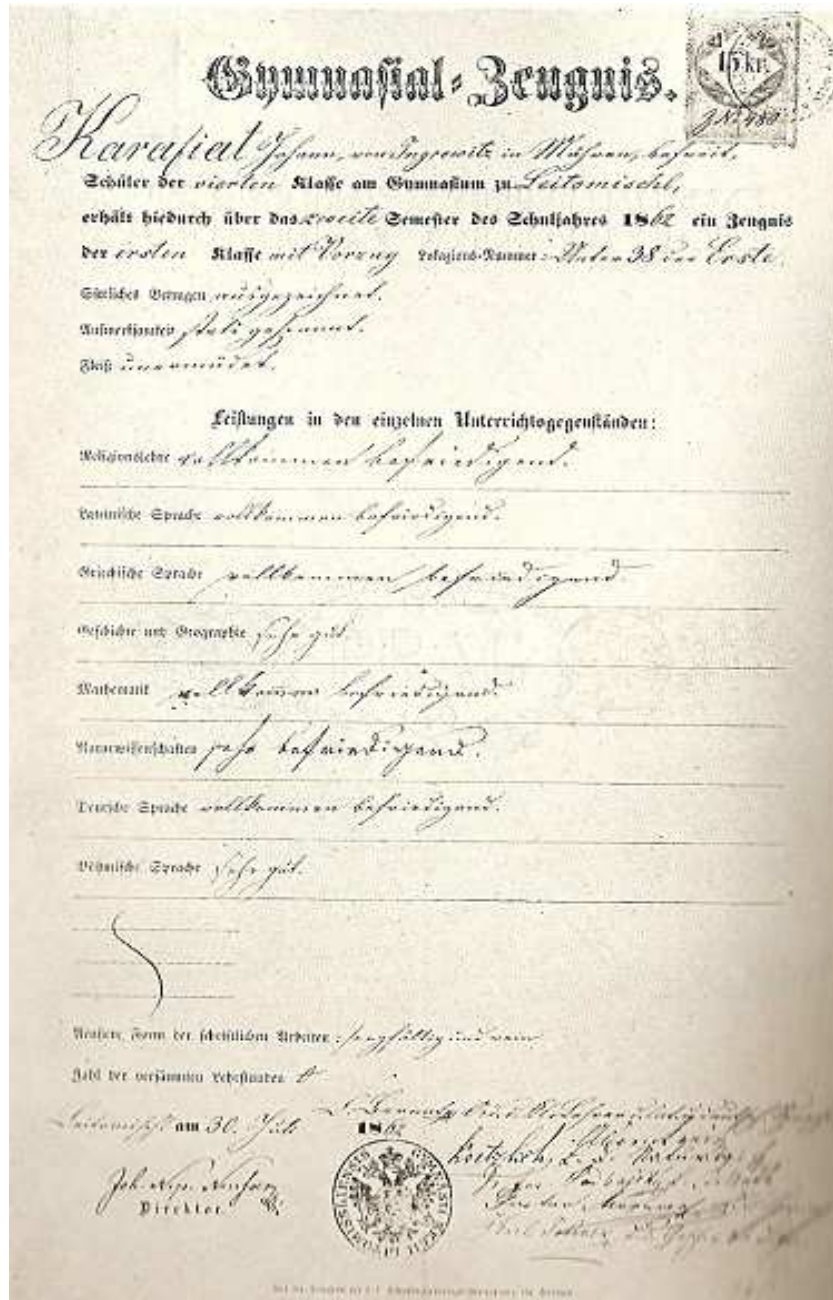 Gymnasial-Zeugnis.
15 kr.
Karafiat Johann, von Ingrowitz in Mähren, befreit,
Schüler der vierten Klasse am Gymnasium zu Leitomischl,
erhält hiedurch über das zweite Semester des Schuljahres 1862 ein Zeugnis
der ersten Klasse mit Vorzug Lokazions-Nummer: Unter 38 der Erste.
Sittliches Betragen ausgezeichnet.
Aufmerksamkeit stets gespannt.
Fleiß unermüdet.
Leistungen in den einzelnen Unterrichtsgegenständen:
Religionslehre vollkommen befriedigend.
Lateinische Sprache vollkommen befriedigend.
Griechische Sprache vollkommen befriedigend
Geschichte und Geographie sehr gut.
Mathematik vollkommen befriedigend.
Naturwissenschaften sehr befriedigend.
Deutsche Sprache vollkommen befriedigend.
Böhmische Sprache sehr gut.
Aeußere Form der schriftlichen Arbeiten: sorgfältig und rein
Zahl der versäumten Lehrstunden 0
Leitomischl am 30. Juli 1862
Joh. Nep.
Direktor